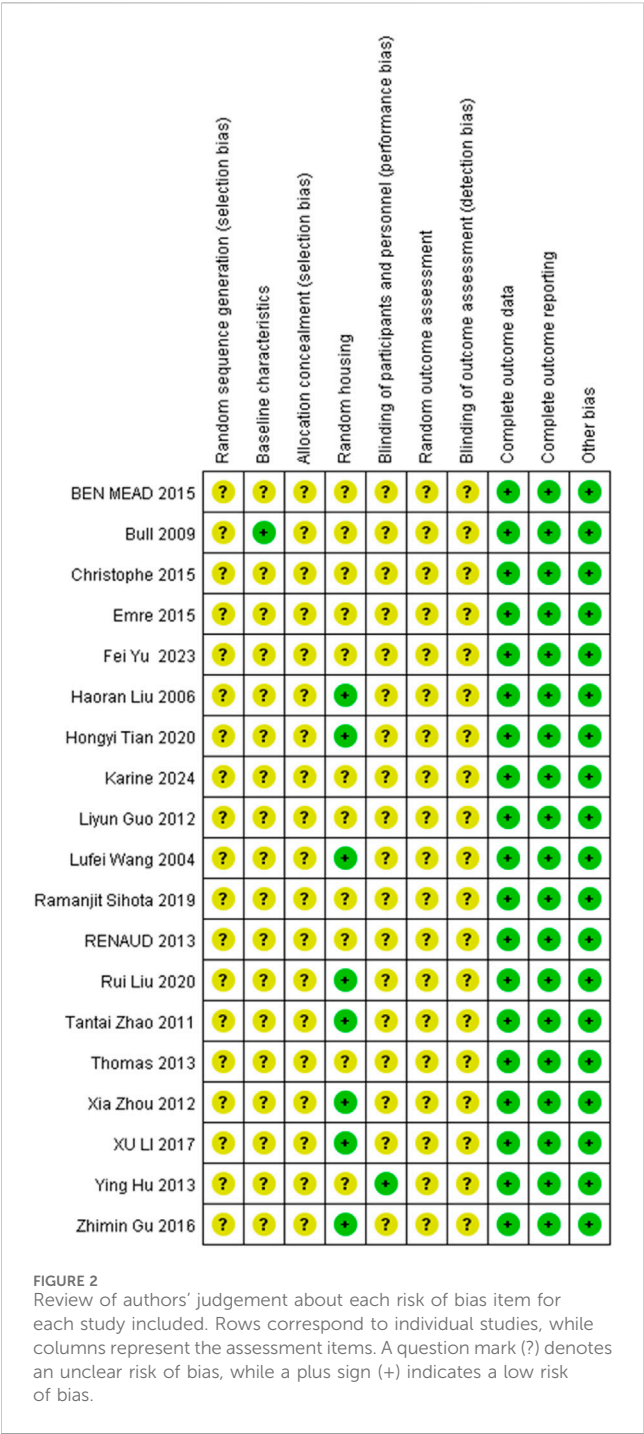 Random sequence generation (selection bias)
Baseline characteristics
Allocation concealment (selection bias)
Random housing
Blinding of participants and personnel (performance bias)
Random outcome assessment
Blinding of outcome assessment (detection bias)
Complete outcome data
Complete outcome reporting
Other bias
BEN MEAD 2015 ? ? ? ? ? ? ? + + +
Bull 2009 ? + ? ? ? ? ? + + +
Christophe 2015 ? ? ? ? ? ? ? + + +
Emre 2015 ? ? ? ? ? ? ? + + +
Fei Yu 2023 ? ? ? ? ? ? ? + + +
Haoran Liu 2006 ? ? ? + ? ? ? + + +
Hongyi Tian 2020 ? ? ? + ? ? ? + + +
Karine 2024 ? ? ? ? ? ? ? + + +
Liyun Guo 2012 ? ? ? ? ? ? ? + + +
Lufei Wang 2004 ? ? ? + ? ? ? + + +
Ramanjit Sihota 2019 ? ? ? ? ? ? ? + + +
RENAUD 2013 ? ? ? ? ? ? ? + + +
Rui Liu 2020 ? ? ? + ? ? ? + + +
Tantai Zhao 2011 ? ? ? + ? ? ? + + +
Thomas 2013 ? ? ? ? ? ? ? + + +
Xia Zhou 2012 ? ? ? + ? ? ? + + +
XU LI 2017 ? ? ? + ? ? ? + + +
Ying Hu 2013 ? ? ? ? + ? ? + + +
Zhimin Gu 2016 ? ? ? + ? ? ? + + +
FIGURE 2
Review of authors' judgement about each risk of bias item for
each study included. Rows correspond to individual studies, while
columns represent the assessment items. A question mark (?) denotes
an unclear risk of bias, while a plus sign (+) indicates a low risk
of bias.